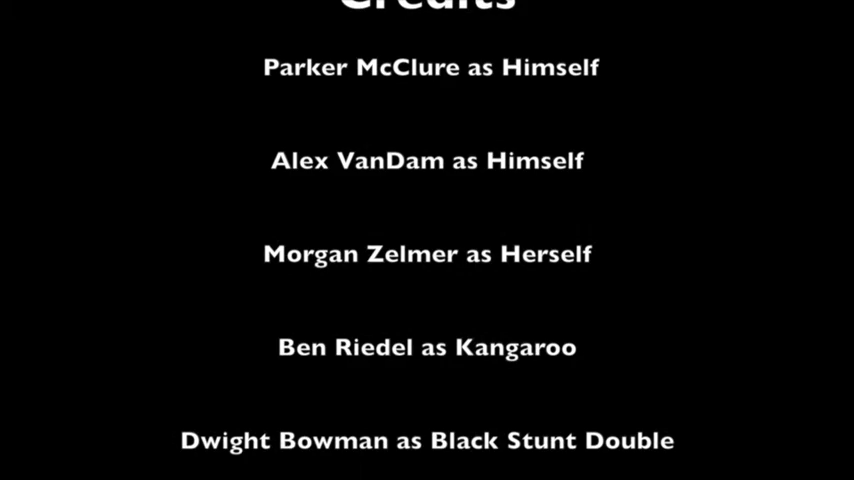 Credits
Parker McClure as Himself
Alex VanDam as Himself
Morgan Zelmer as Herself
Ben Riedel as Kangaroo
Dwight Bowman as Black Stunt Double